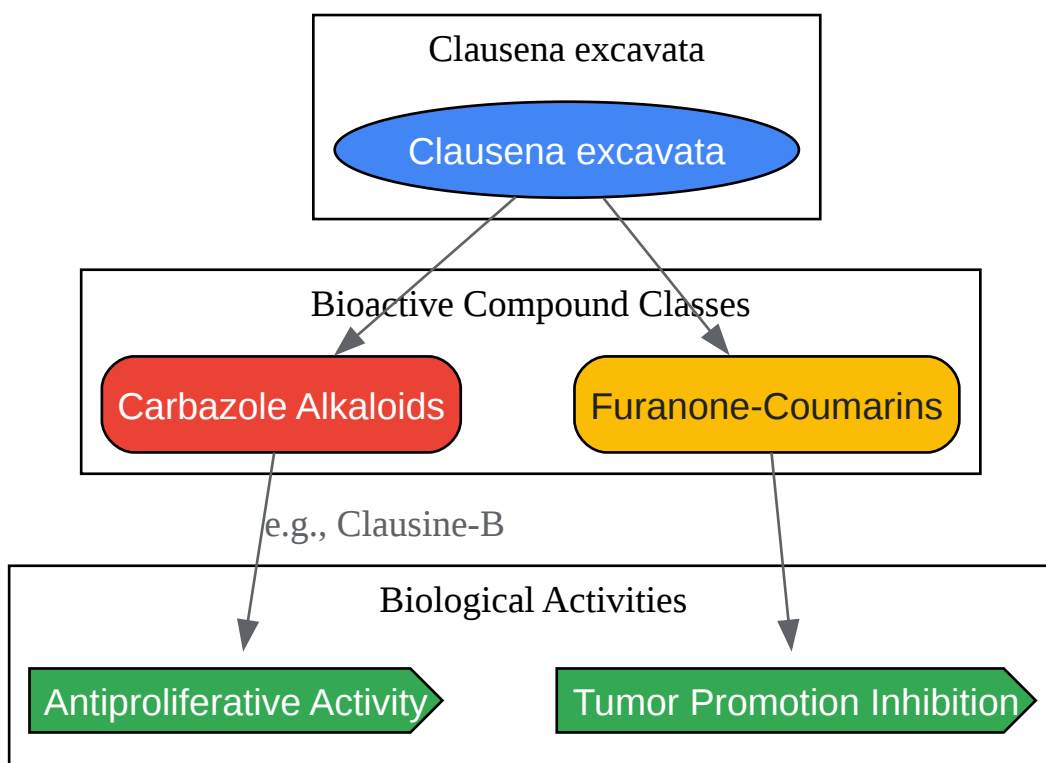 Clausena excavata
Clausena excavata
Bioactive Compound Classes
Carbazole Alkaloids
Furanone-Coumarins
e.g., Clausine-B
Biological Activities
Antiproliferative Activity
Tumor Promotion Inhibition